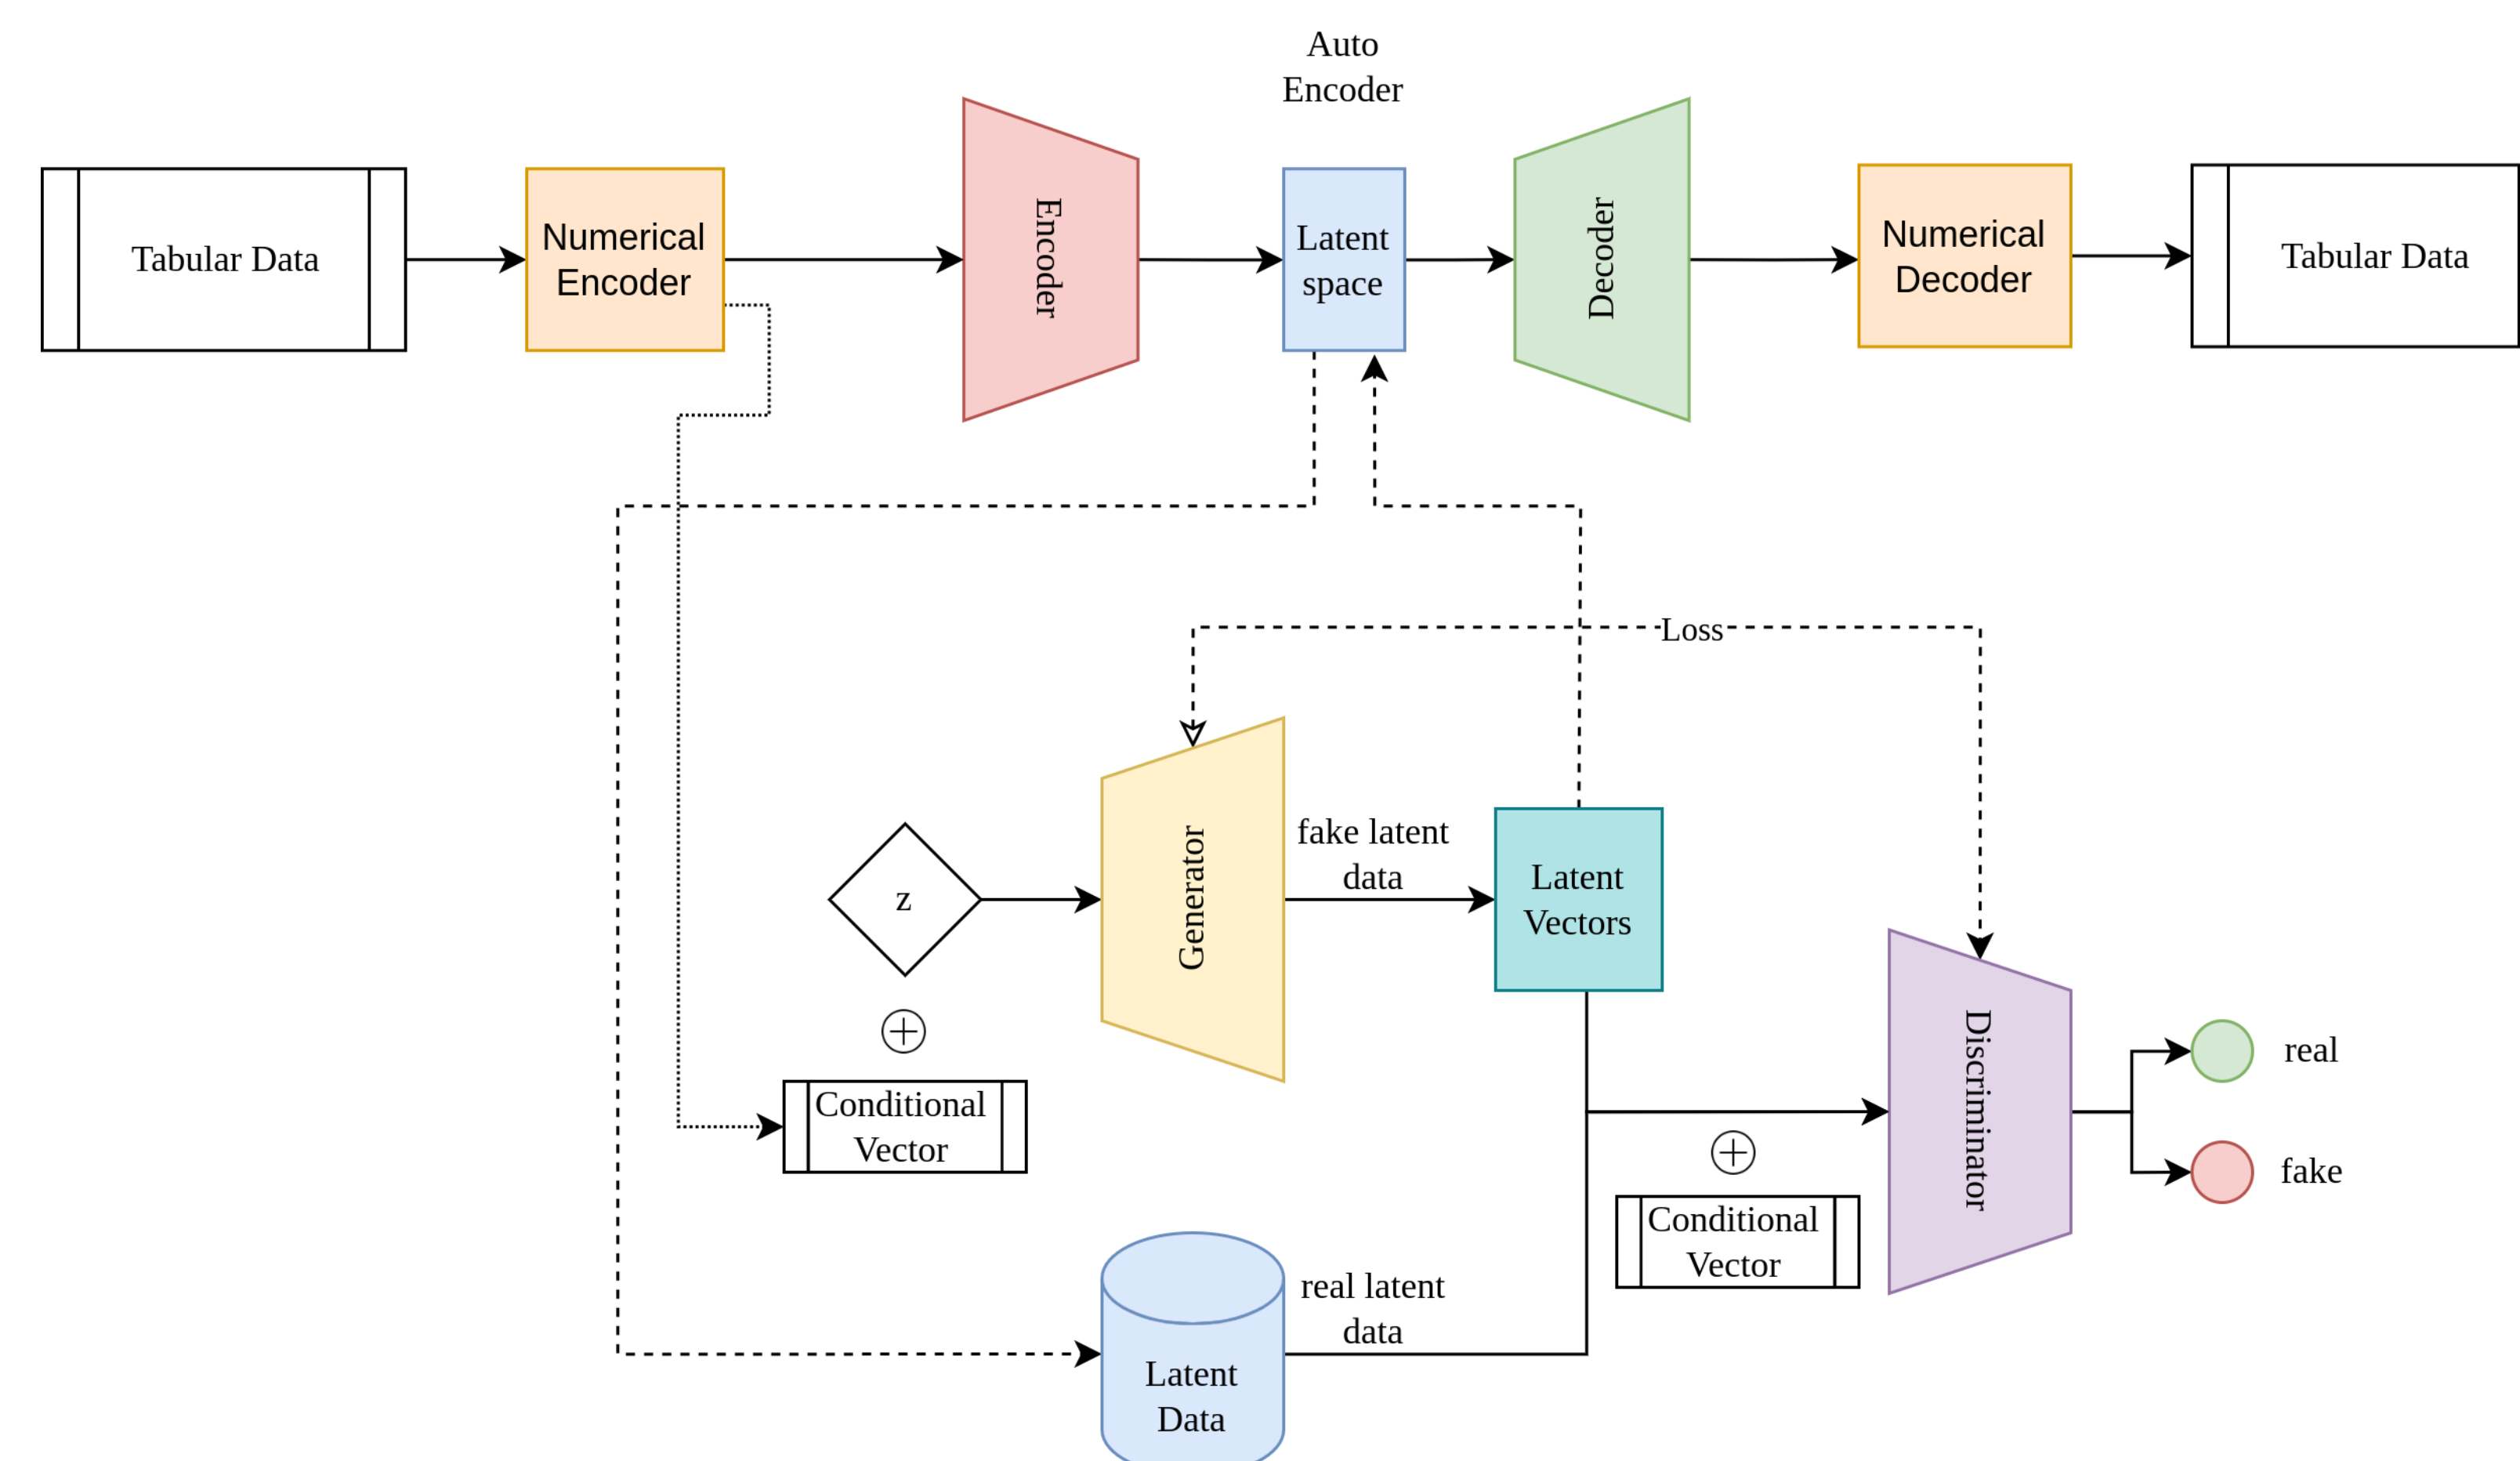 Auto
Encoder
Tabular Data
Numerical
Encoder
Encoder
Latent
space
Decoder
Numerical
Decoder
Tabular Data
Loss
z
Generator
fake latent
data
Latent
Vectors
Conditional
Vector
Discriminator
real
fake
Conditional
Vector
real latent
data
Latent
Data